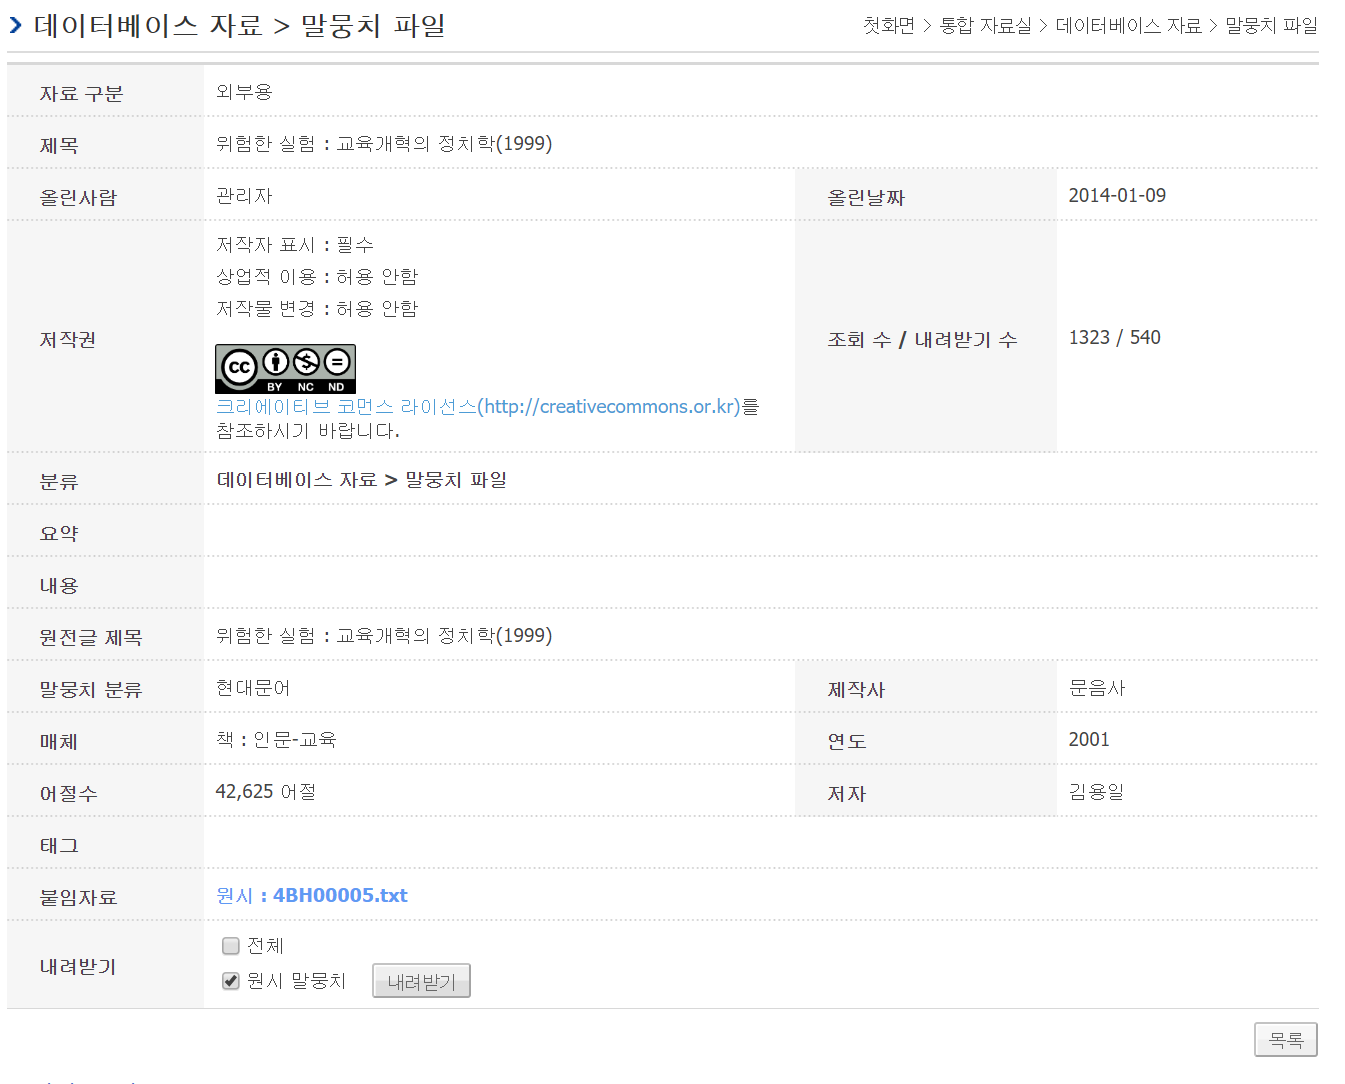 데이터베이스 자료 > 말뭉치 파일
첫화면 > 통합 자료실 > 데이터베이스 자료 > 말뭉치 파일
자료 구분 외부용
제목 위험한 실험 : 교육개혁의 정치학(1999)
올린사람 관리자 올린날짜 2014-01-09
저작권
저작자 표시 : 필수
상업적 이용 : 허용 안함
저작물 변경 : 허용 안함
cc BY NC ND
크리에이티브 코먼스 라이선스(http://creativecommons.or.kr)를
참조하시기 바랍니다.
조회 수 / 내려받기 수 1323 / 540
분류 데이터베이스 자료 > 말뭉치 파일
요약
내용
원전글 제목 위험한 실험 : 교육개혁의 정치학(1999)
말뭉치 분류 현대문어 제작사 문음사
매체 책 : 인문-교육 연도 2001
어절수 42,625 어절 저자 김용일
태그
붙임자료 원시 : 4BH00005.txt
내려받기
전체
원시 말뭉치 내려받기
목록